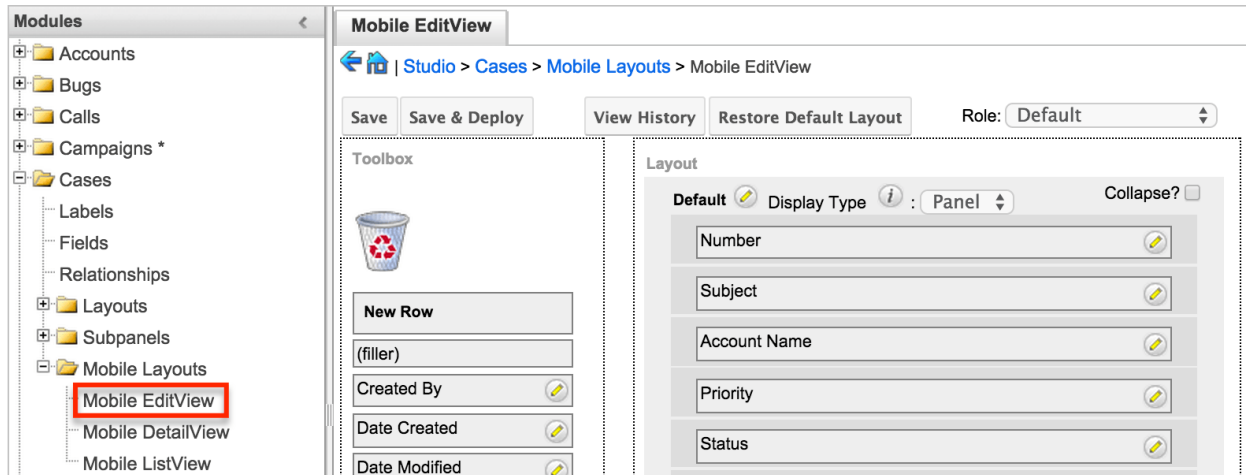 Modules
Accounts
Bugs
Calls
Campaigns *
Cases
Labels
Fields
Relationships
Layouts
Subpanels
Mobile Layouts
Mobile EditView
Mobile DetailView
Mobile ListView
Mobile EditView
| Studio > Cases > Mobile Layouts > Mobile EditView
Save Save & Deploy View History Restore Default Layout Role: Default
Toolbox
New Row
(filler)
Created By
Date Created
Date Modified
Layout
Default Display Type i : Panel Collapse?
Number
Subject
Account Name
Priority
Status